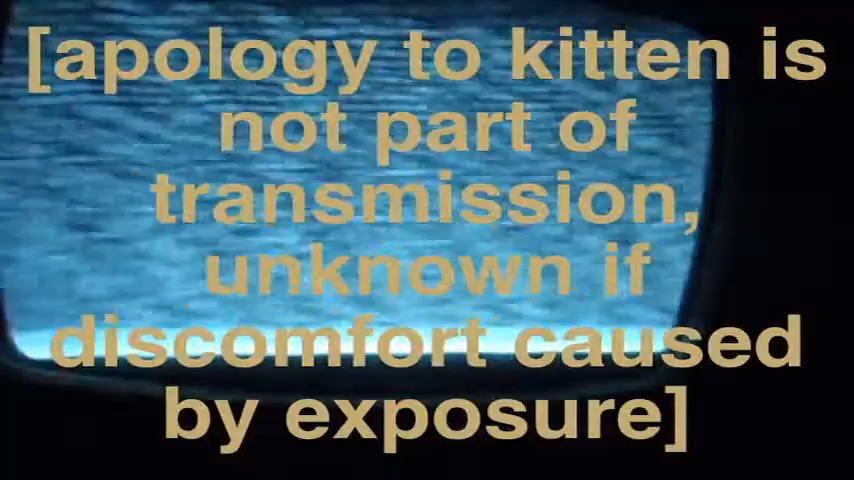 [apology to kitten is
not part of
transmission,
unknown if
discomfort caused
by exposure]